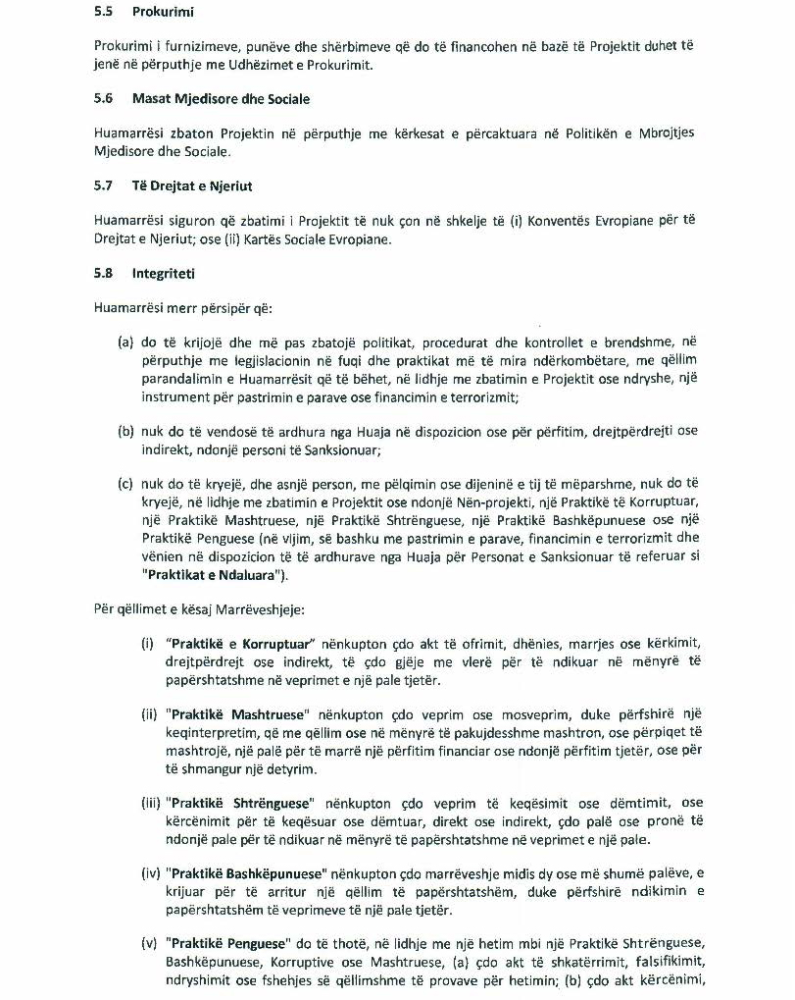 5.5 Prokurimi
Prokurimi i furnizimeve, punëve dhe shërbimeve që do të financohen në bazë të Projektit duhet të
jenë në përputhje me Udhëzimet e Prokurimit.
5.6 Masat Mjedisore dhe Sociale
Huamarrësi zbaton Projektin në përputhje me kërkesat e përcaktuara në Politikën e Mbrojtjes
Mjedisore dhe Sociale.
5.7 Të Drejtat e Njeriut
Huamarrësi siguron që zbatimi i Projektit të nuk çon në shkelje të (i) Konventës Evropiane për të
Drejtat e Njeriut; ose (ii) Kartës Sociale Evropiane.
5.8 Integriteti
Huamarrësi merr përsipër që:
(a) do të krijojë dhe më pas zbatojë politikat, procedurat dhe kontrollet e brendshme, në
përputhje me legjislacionin në fuqi dhe praktikat më të mira ndërkombëtare, me qëllim
parandalimin e Huamarrësit që të bëhet, në lidhje me zbatimin e Projektit ose ndryshe, një
instrument për pastrimin e parave ose financimin e terrorizmit;
(b) nuk do të vendosë të ardhura nga Huaja në dispozicion ose për përfitim, drejtpërdrejti ose
indirekt, ndonjë personi të Sanksionuar;
(c) nuk do të kryejë, dhe asnjë person, me pëlqimin ose dijeninë e tij të mëparshme, nuk do të
kryejë, në lidhje me zbatimin e Projektit ose ndonjë Nën-projekti, një Praktikë të Korruptuar,
një Praktikë Mashtruese, një Praktikë Shtrënguese, një Praktikë Bashkëpunuese ose një
Praktikë Penguese (në vijim, së bashku me pastrimin e parave, financimin e terrorizmit dhe
vënien në dispozicion të të ardhurave nga Huaja për Personat e Sanksionuar të referuar si
"Praktikat e Ndaluara").
Për qëllimet e kësaj Marrëveshjeje:
(i) "Praktikë e Korruptuar" nënkupton çdo akt të ofrimit, dhënies, marrjes ose kërkimit,
drejtpërdrejt ose indirekt, të çdo gjëje me vlerë për të ndikuar në mënyrë të
papërshtatshme në veprimet e një pale tjetër.
(ii) "Praktikë Mashtruese" nënkupton çdo veprim ose mosveprim, duke përfshirë një
keqinterpretim, që me qëllim ose në mënyrë të pakujdesshme mashtron, ose përpiqet të
mashtrojë, një palë për të marrë një përfitim financiar ose ndonjë përfitim tjetër, ose për
të shmangur një detyrim.
(iii) "Praktikë Shtrënguese" nënkupton çdo veprim të keqësimit ose dëmtimit, ose
kërcënimit për të keqësuar ose dëmtuar, direkt ose indirekt, çdo palë ose pronë të
ndonjë pale për të ndikuar në mënyrë të papërshtatshme në veprimet e një pale.
(iv) "Praktikë Bashkëpunuese" nënkupton çdo marrëveshje midis dy ose më shumë palëve, e
krijuar për të arritur një qëllim të papërshtatshëm, duke përfshirë ndikimin e
papërshtatshëm të veprimeve të një pale tjetër.
(v) "Praktikë Penguese" do të thotë, në lidhje me një hetim mbi një Praktikë Shtrënguese,
Bashkëpunuese, Korruptive ose Mashtruese, (a) çdo akt të shkatërrimit, falsifikimit,
ndryshimit ose fshehjes së qëllimshme të provave për hetimin; (b) çdo akt kërcënimi,